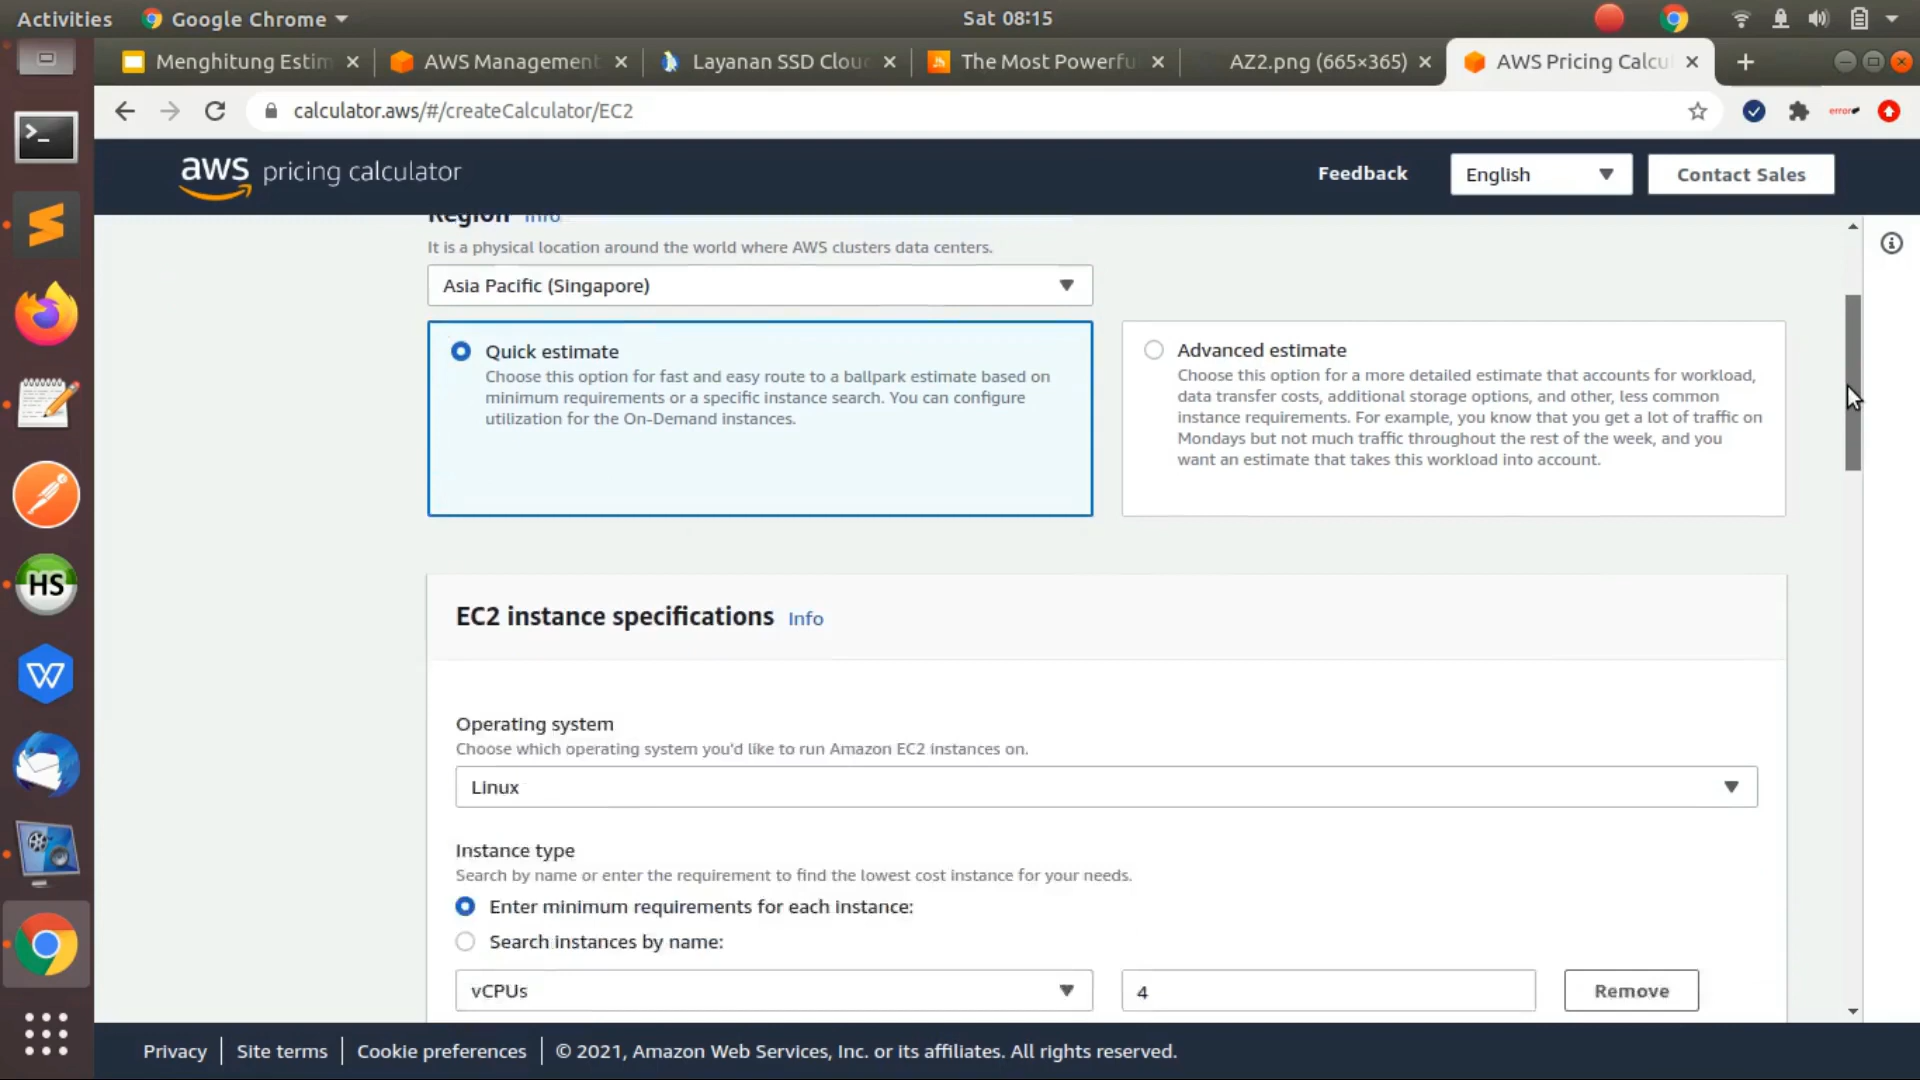 Activities
Google Chrome
Sat 08:15
Menghitung Estim
AWS Management
Layanan SSD Clou
The Most Powerfu
AZ2.png (665×365)
AWS Pricing Calcu
calculator.aws/#/createCalculator/EC2
error
aws pricing calculator
Feedback
English
Contact Sales
Region Info
It is a physical location around the world where AWS clusters data centers.
Asia Pacific (Singapore)
Quick estimate
Choose this option for fast and easy route to a ballpark estimate based on
minimum requirements or a specific instance search. You can configure
utilization for the On-Demand instances.
Advanced estimate
Choose this option for a more detailed estimate that accounts for workload,
data transfer costs, additional storage options, and other, less common
instance requirements. For example, you know that you get a lot of traffic on
Mondays but not much traffic throughout the rest of the week, and you
want an estimate that takes this workload into account.
EC2 instance specifications Info
Operating system
Choose which operating system you'd like to run Amazon EC2 instances on.
Linux
Instance type
Search by name or enter the requirement to find the lowest cost instance for your needs.
Enter minimum requirements for each instance:
Search instances by name:
vCPUs
4
Remove
HS
W
Privacy
Site terms
Cookie preferences
© 2021, Amazon Web Services, Inc. or its affiliates. All rights reserved.